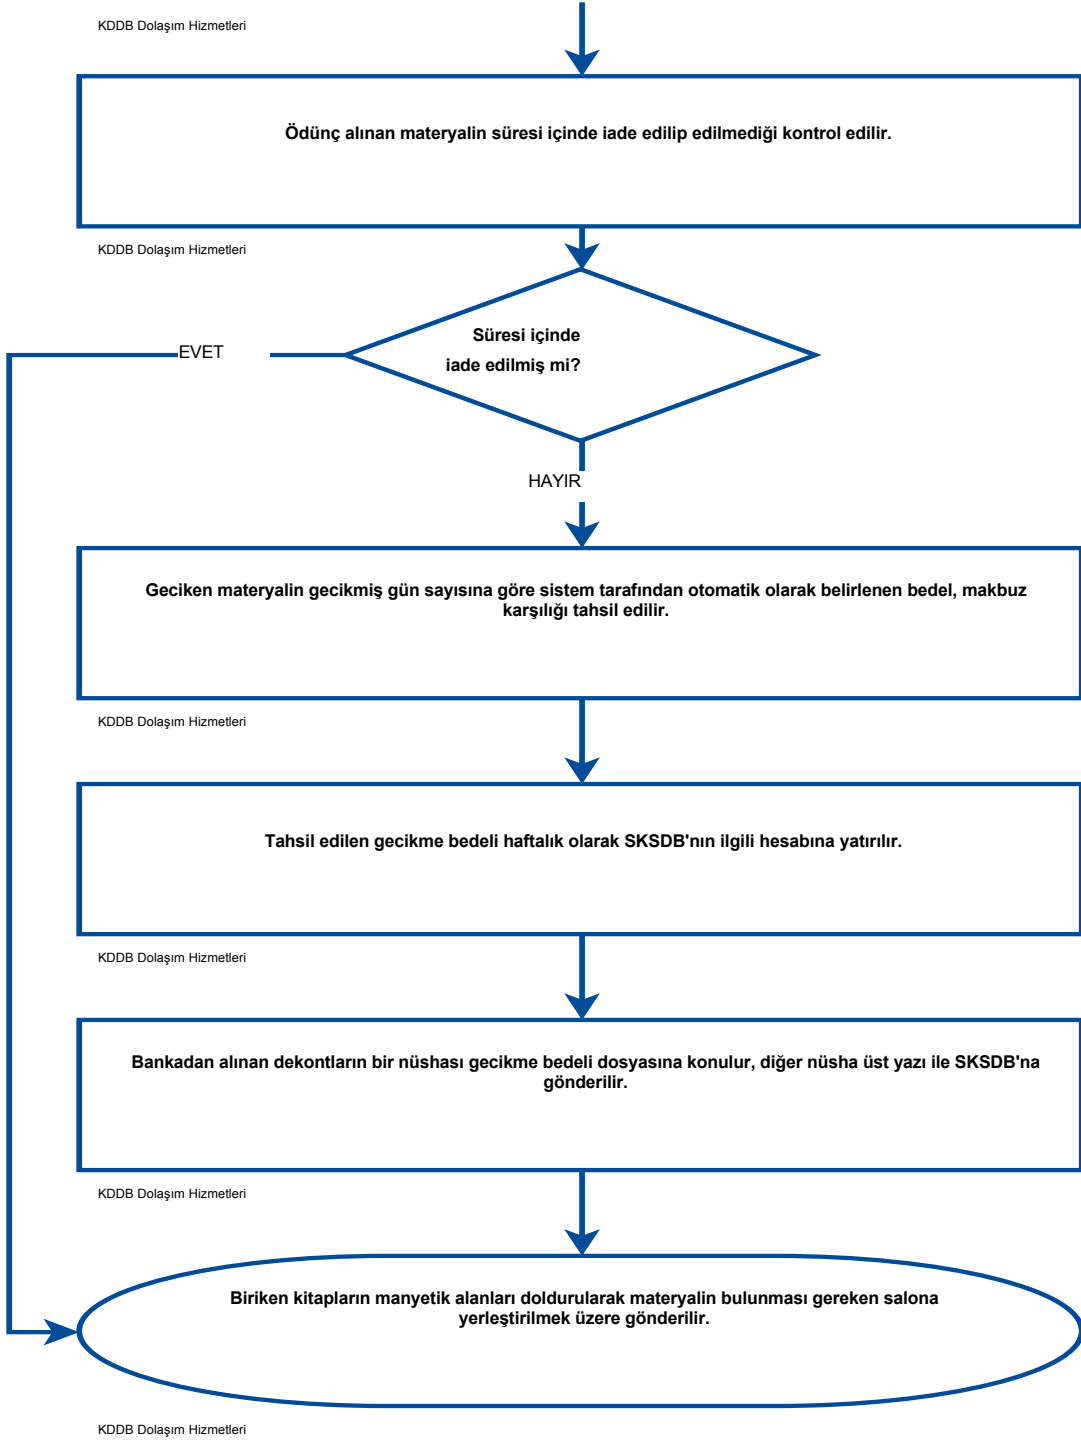 KDDB Dolaşım Hizmetleri
Ödünç alınan materyalin süresi içinde iade edilip edilmediği kontrol edilir.
KDDB Dolaşım Hizmetleri
Süresi içinde
iade edilmiş mi?
EVET
HAYIR
Geciken materyalin gecikmiş gün sayısına göre sistem tarafından otomatik olarak belirlenen bedel, makbuz
karşılığı tahsil edilir.
KDDB Dolaşım Hizmetleri
Tahsil edilen gecikme bedeli haftalık olarak SKSDB'nın ilgili hesabına yatırılır.
KDDB Dolaşım Hizmetleri
Bankadan alınan dekontların bir nüshası gecikme bedeli dosyasına konulur, diğer nüsha üst yazı ile SKSDB'na
gönderilir.
KDDB Dolaşım Hizmetleri
Biriken kitapların manyetik alanları doldurularak materyalin bulunması gereken salona
yerleştirilmek üzere gönderilir.
KDDB Dolaşım Hizmetleri